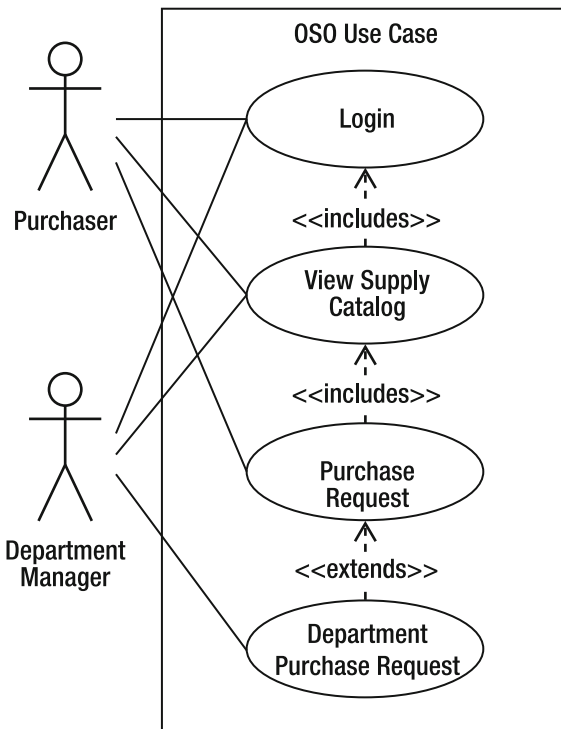 OSO Use Case
Login
Purchaser
<<includes>>
View Supply
Catalog
<<includes>>
Purchase
Request
Department
Manager
<<extends>>
Department
Purchase Request